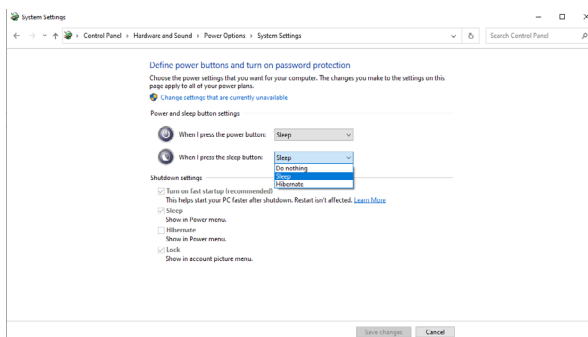 System Settings
Control Panel > Hardware and Sound > Power Options > System Settings
Search Control Panel
Define power buttons and turn on password protection
Choose the power settings that you want for your computer. The changes you make to the settings on this
page apply to all of your power plans.
Change settings that are currently unavailable
Power and sleep button settings
When I press the power button: Sleep
When I press the sleep button: Sleep
Do nothing
Sleep
Hibernate
Shutdown settings
Turn on fast startup (recommended)
This helps start your PC faster after shutdown. Restart isn't affected. Learn More
Sleep
Show in Power menu.
Hibernate
Show in Power menu.
Lock
Show in account picture menu.
Save changes Cancel